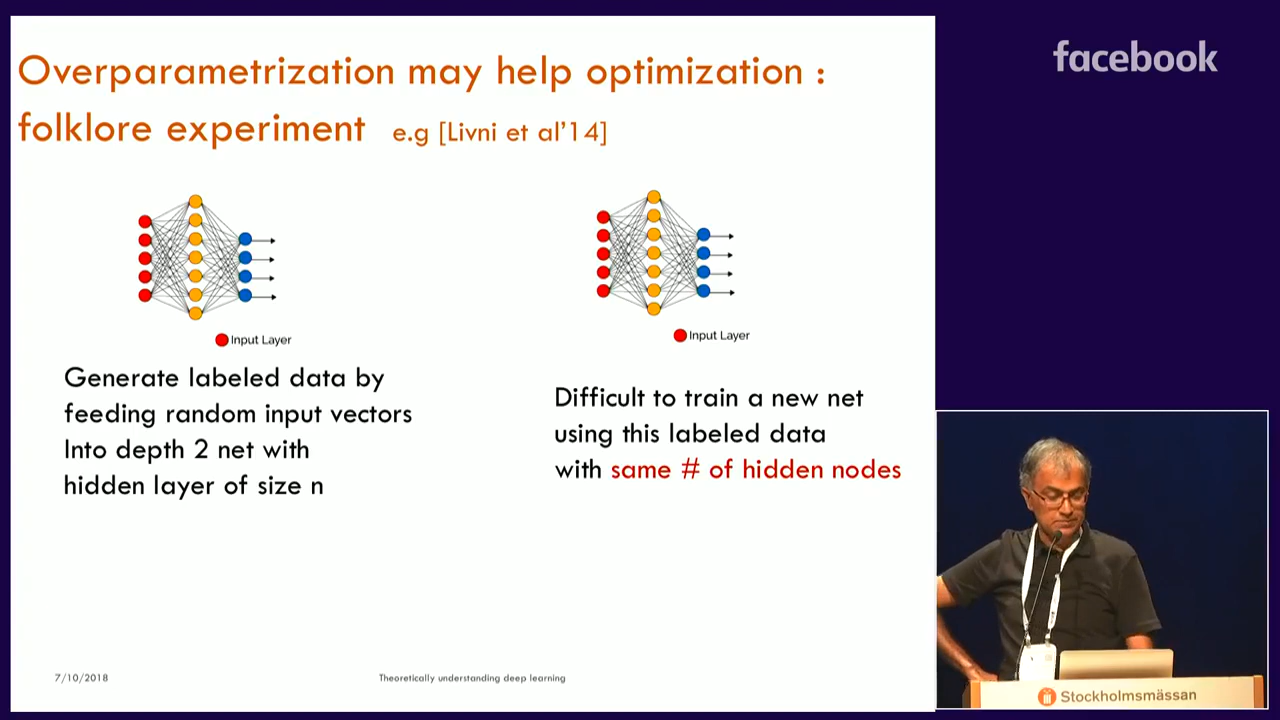 Overparametrization may help optimization :
folklore experiment e.g [Livni et al’14]
Input Layer
Generate labeled data by
feeding random input vectors
Into depth 2 net with
hidden layer of size n
Input Layer
Difficult to train a new net
using this labeled data
with same # of hidden nodes
7/10/2018
Theoretically understanding deep learning
facebook
Stockholmsmässan